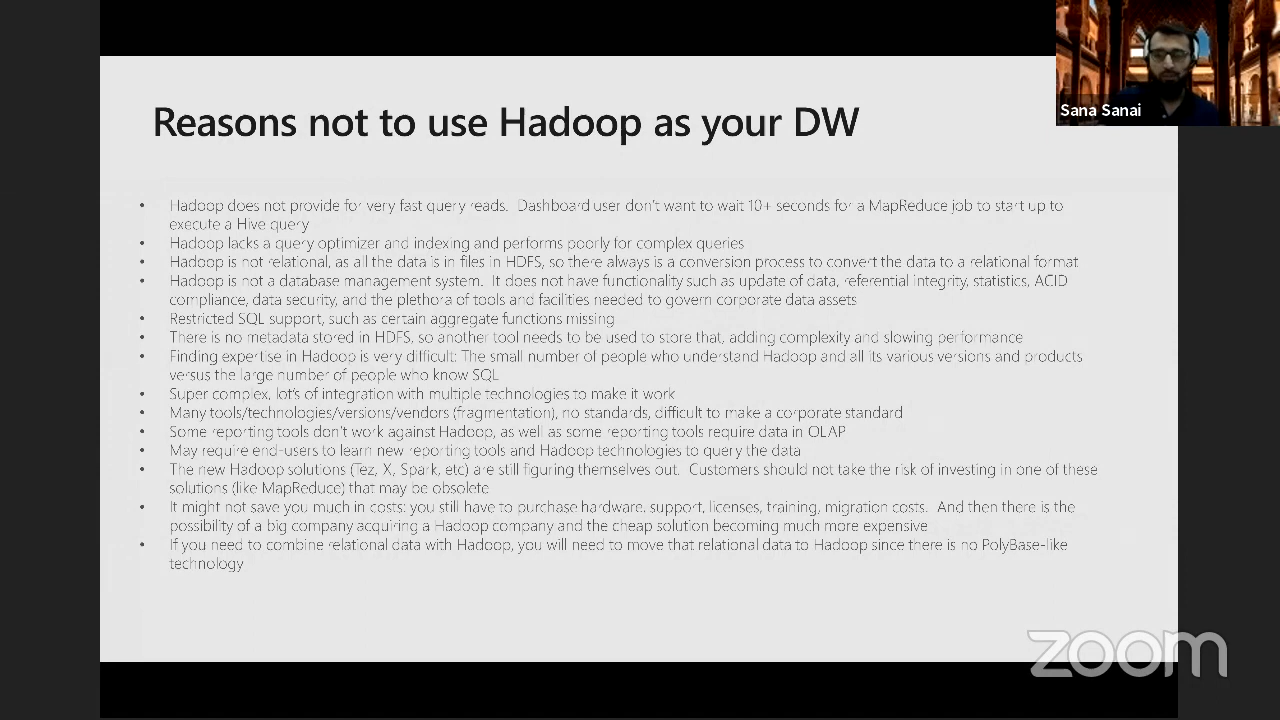 Sana Sanai
Reasons not to use Hadoop as your DW
• Hadoop does not provide for very fast query reads. Dashboard user don't want to wait 10+ seconds for a MapReduce job to start up to
execute a Hive query
• Hadoop lacks a query optimizer and indexing and performs poorly for complex queries
• Hadoop is not relational, as all the data is in files in HDFS, so there always is a conversion process to convert the data to a relational format
• Hadoop is not a database management system. It does not have functionality such as update of data, referential integrity, statistics, ACID
compliance, data security, and the plethora of tools and facilities needed to govern corporate data assets
• Restricted SQL support, such as certain aggregate functions missing
• There is no metadata stored in HDFS, so another tool needs to be used to store that, adding complexity and slowing performance
• Finding expertise in Hadoop is very difficult: The small number of people who understand Hadoop and all its various versions and products
versus the large number of people who know SQL
• Super complex, lot's of integration with multiple technologies to make it work
• Many tools/technologies/versions/vendors (fragmentation), no standards, difficult to make a corporate standard
• Some reporting tools don't work against Hadoop, as well as some reporting tools require data in OLAP
• May require end-users to learn new reporting tools and Hadoop technologies to query the data
• The new Hadoop solutions (Tez, X, Spark, etc) are still figuring themselves out. Customers should not take the risk of investing in one of these
solutions (like MapReduce) that may be obsolete
• It might not save you much in costs: you still have to purchase hardware, support, licenses, training, migration costs. And then there is the
possibility of a big company acquiring a Hadoop company and the cheap solution becoming much more expensive
• If you need to combine relational data with Hadoop, you will need to move that relational data to Hadoop since there is no PolyBase-like
technology
zoom